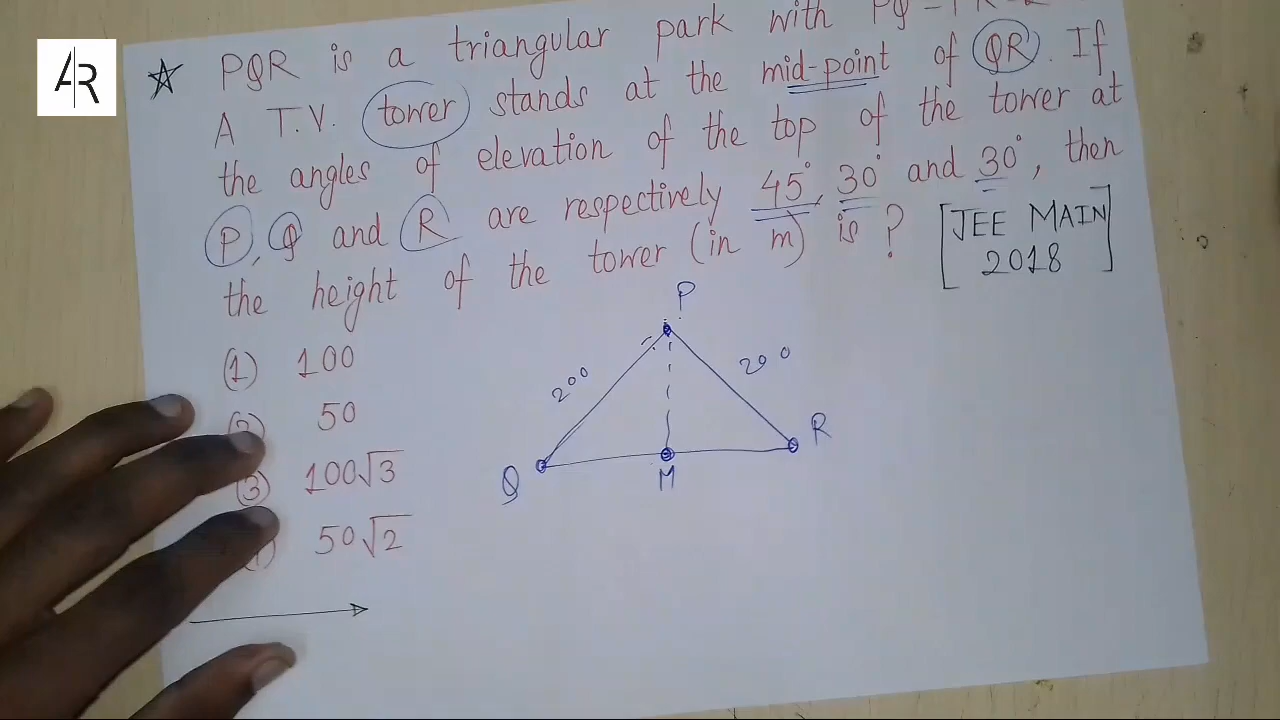 AR
PQR is a triangular park with PQ = PR =
A T.V. tower stands at the mid-point of QR. If
the angles of elevation of the top of the tower at
P, Q and R are respectively 45°, 30° and 30°, then
the height of the tower (in m) is ?
[JEE MAIN
2018]
(1) 100
50
(3) 100√3
50√2
P
200
200
Q
M
R